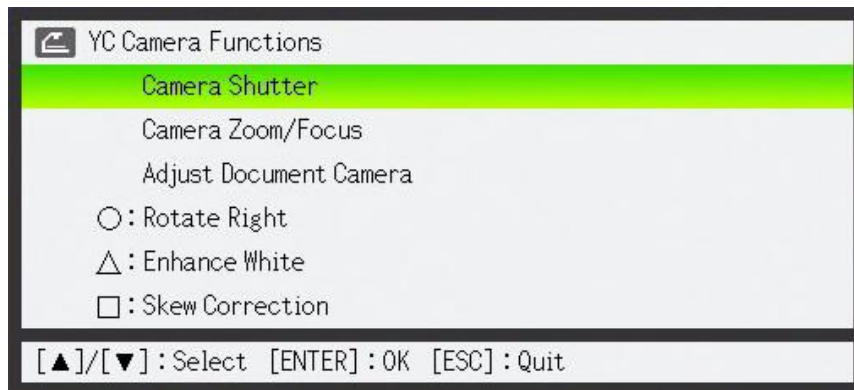 YC Camera Functions
Camera Shutter
Camera Zoom/Focus
Adjust Document Camera
○:Rotate Right
△:Enhance White
□:Skew Correction
[▲]/[▼]:Select [ENTER]:OK [ESC]:Quit